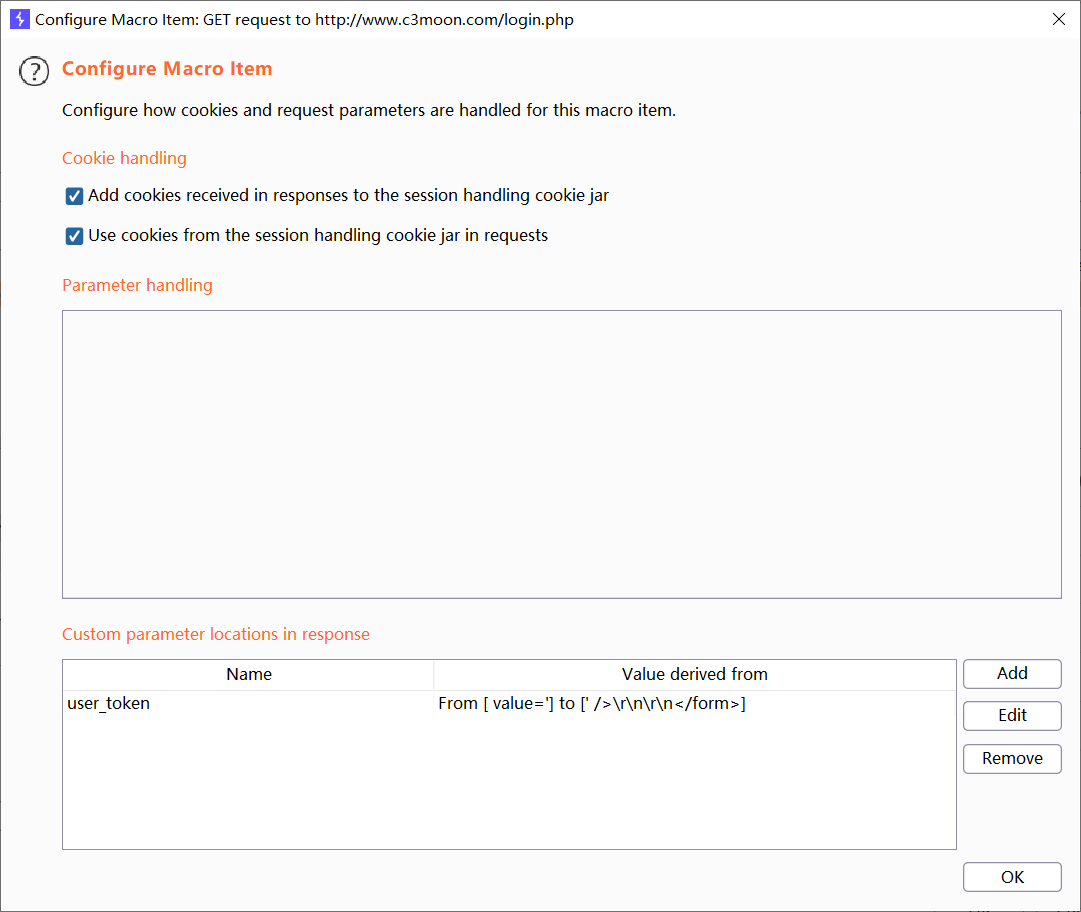 Configure Macro Item: GET request to http://www.c3moon.com/login.php
?
Configure Macro Item
Configure how cookies and request parameters are handled for this macro item.
Cookie handling
Add cookies received in responses to the session handling cookie jar
Use cookies from the session handling cookie jar in requests
Parameter handling
Custom parameter locations in response
Name Value derived from
user_token From [ value='] to [' />\r\n\r\n</form>]
Add
Edit
Remove
OK